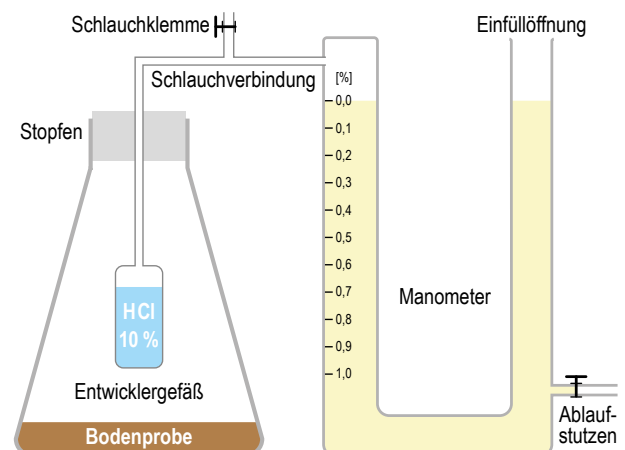 Schlauchklemme
Einfüllöffnung
Schlauchverbindung
[%]
0,0
0,1
0,2
0,3
0,4
0,5
0,6
0,7
0,8
0,9
1,0
Stopfen
HCl
10 %
Manometer
Entwicklergefäß
Bodenprobe
Ablauf-
stutzen